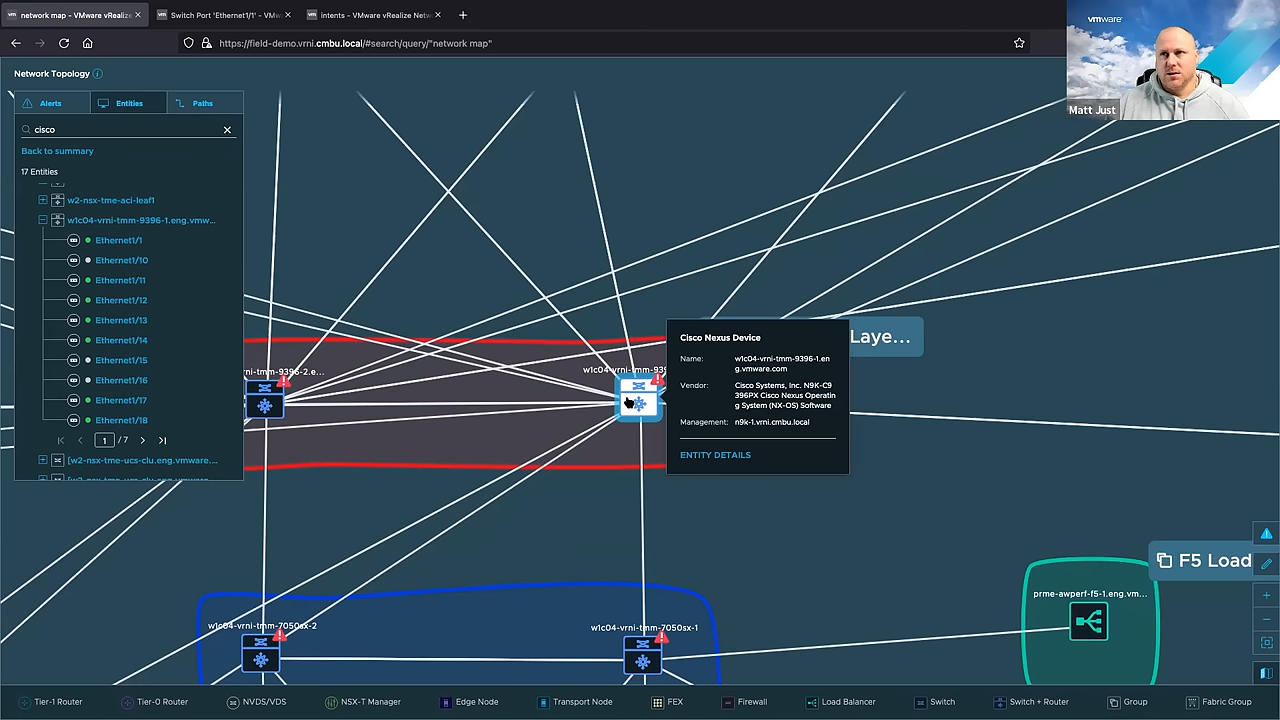 network map - VMware vRealize
Switch Port 'Ethernet1/1' - VMw
intents - VMware vRealize Netw
https://field-demo.vrni.cmbu.local/#search/query/"network map"
vmware
Matt Just
Network Topology
Alerts
Entities
Paths
cisco
Back to summary
17 Entities
w2-nsx-tme-aci-leaf1
w1c04-vrni-tmm-9396-1.eng.vmw...
Ethernet1/1
Ethernet1/10
Ethernet1/11
Ethernet1/12
Ethernet1/13
Ethernet1/14
Ethernet1/15
Ethernet1/16
Ethernet1/17
Ethernet1/18
1 / 7
[w2-nsx-tme-ucs-clu.eng.vmware....
vrni-tmm-9396-2.e...
w1c04-vrni-tmm-939
Laye...
Cisco Nexus Device
Name: w1c04-vrni-tmm-9396-1.en
g.vmware.com
Vendor: Cisco Systems, Inc. N9K-C9
396PX Cisco Nexus Operatin
g System (NX-OS) Software
Management: n9k-1.vrni.cmbu.local
ENTITY DETAILS
F5 Load
prme-awperf-f5-1.eng.vm...
w1c04-vrni-tmm-7050sx-2
w1c04-vrni-tmm-7050sx-1
Tier-1 Router
Tier-0 Router
NVDS/VDS
NSX-T Manager
Edge Node
Transport Node
FEX
Firewall
Load Balancer
Switch
Switch + Router
Group
Fabric Group